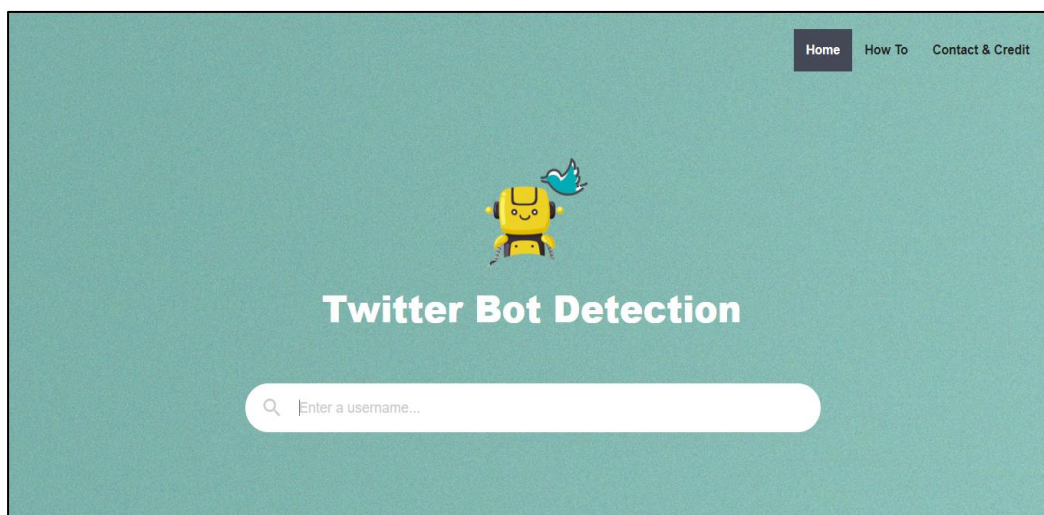 Home How To Contact & Credit
Twitter Bot Detection
Enter a username...